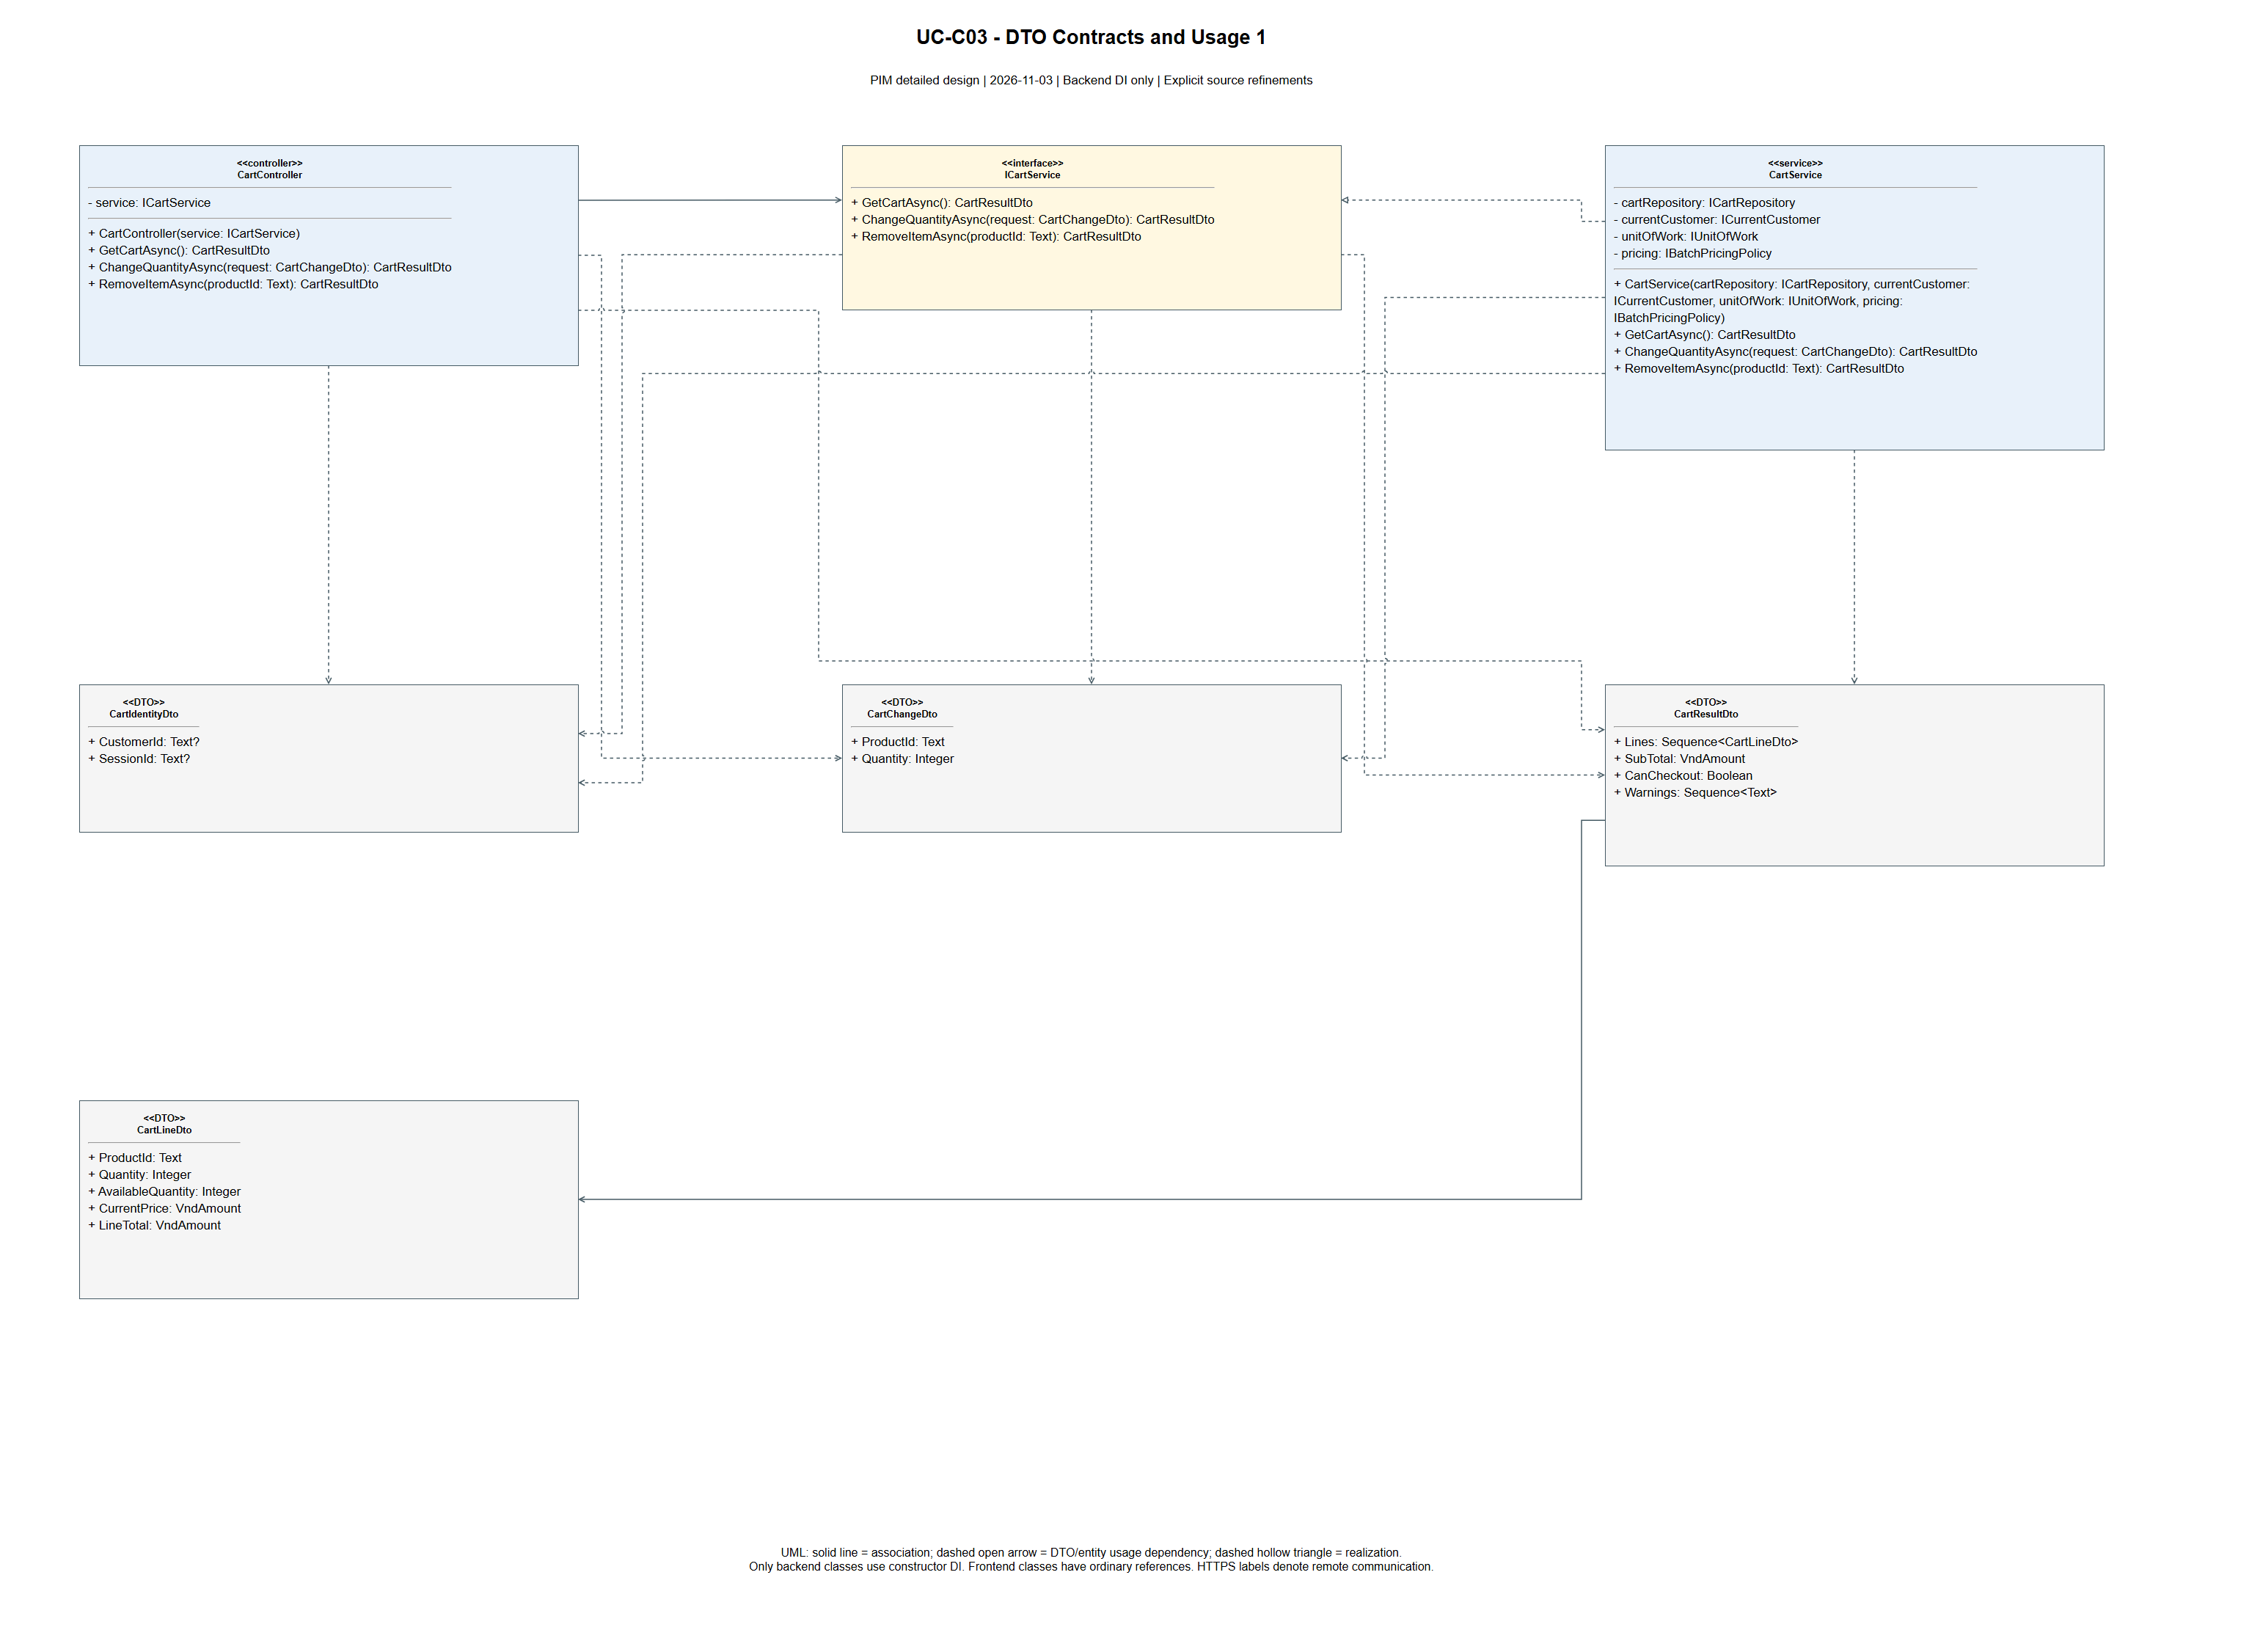 UC-C03 - DTO Contracts and Usage 1
PIM detailed design | 2026-11-03 | Backend DI only | Explicit source refinements
<<controller>>
CartController
- service: ICartService
+ CartController(service: ICartService)
+ GetCartAsync(): CartResultDto
+ ChangeQuantityAsync(request: CartChangeDto): CartResultDto
+ RemoveItemAsync(productId: Text): CartResultDto
<<interface>>
ICartService
+ GetCartAsync(): CartResultDto
+ ChangeQuantityAsync(request: CartChangeDto): CartResultDto
+ RemoveItemAsync(productId: Text): CartResultDto
<<service>>
CartService
- cartRepository: ICartRepository
- currentCustomer: ICurrentCustomer
- unitOfWork: IUnitOfWork
- pricing: IBatchPricingPolicy
+ CartService(cartRepository: ICartRepository, currentCustomer:
ICurrentCustomer, unitOfWork: IUnitOfWork, pricing:
IBatchPricingPolicy)
+ GetCartAsync(): CartResultDto
+ ChangeQuantityAsync(request: CartChangeDto): CartResultDto
+ RemoveItemAsync(productId: Text): CartResultDto
<<DTO>>
CartIdentityDto
+ CustomerId: Text?
+ SessionId: Text?
<<DTO>>
CartChangeDto
+ ProductId: Text
+ Quantity: Integer
<<DTO>>
CartResultDto
+ Lines: Sequence<CartLineDto>
+ SubTotal: VndAmount
+ CanCheckout: Boolean
+ Warnings: Sequence<Text>
<<DTO>>
CartLineDto
+ ProductId: Text
+ Quantity: Integer
+ AvailableQuantity: Integer
+ CurrentPrice: VndAmount
+ LineTotal: VndAmount
UML: solid line = association; dashed open arrow = DTO/entity usage dependency; dashed hollow triangle = realization.
Only backend classes use constructor DI. Frontend classes have ordinary references. HTTPS labels denote remote communication.